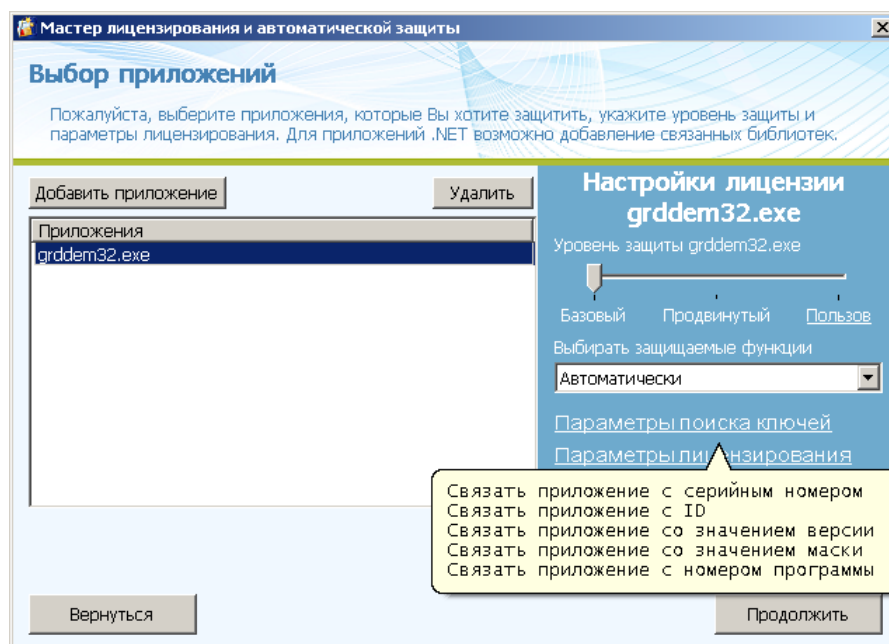 Мастер лицензирования и автоматической защиты
Выбор приложений
Пожалуйста, выберите приложения, которые Вы хотите защитить, укажите уровень защиты и
параметры лицензирования. Для приложений .NET возможно добавление связанных библиотек.
Добавить приложение
Удалить
Приложения
grddem32.exe
Настройки лицензии
grddem32.exe
Уровень защиты grddem32.exe
Базовый Продвинутый Пользов
Выбирать защищаемые функции
Автоматически
Параметры поиска ключей
Параметры лицензирования
Связать приложение с серийным номером
Связать приложение с ID
Связать приложение со значением версии
Связать приложение со значением маски
Связать приложение с номером программы
Вернуться
Продолжить